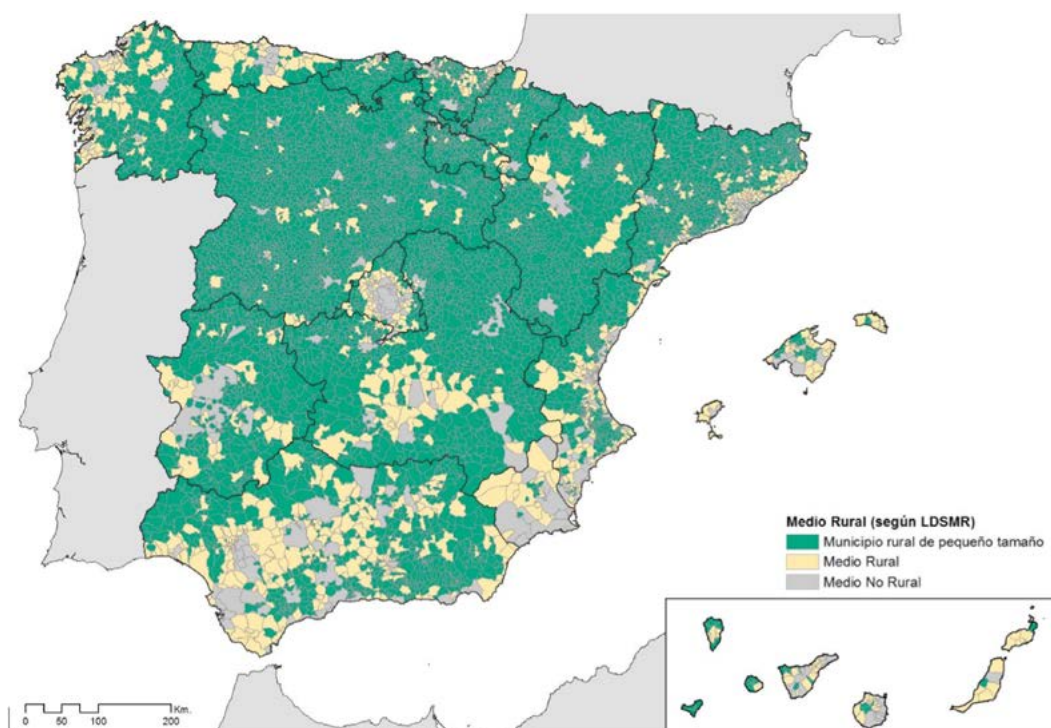 Medio Rural (según LDSMR)
Municipio rural de pequeño tamaño
Medio Rural
Medio No Rural
Km.
0 25 50 100 200